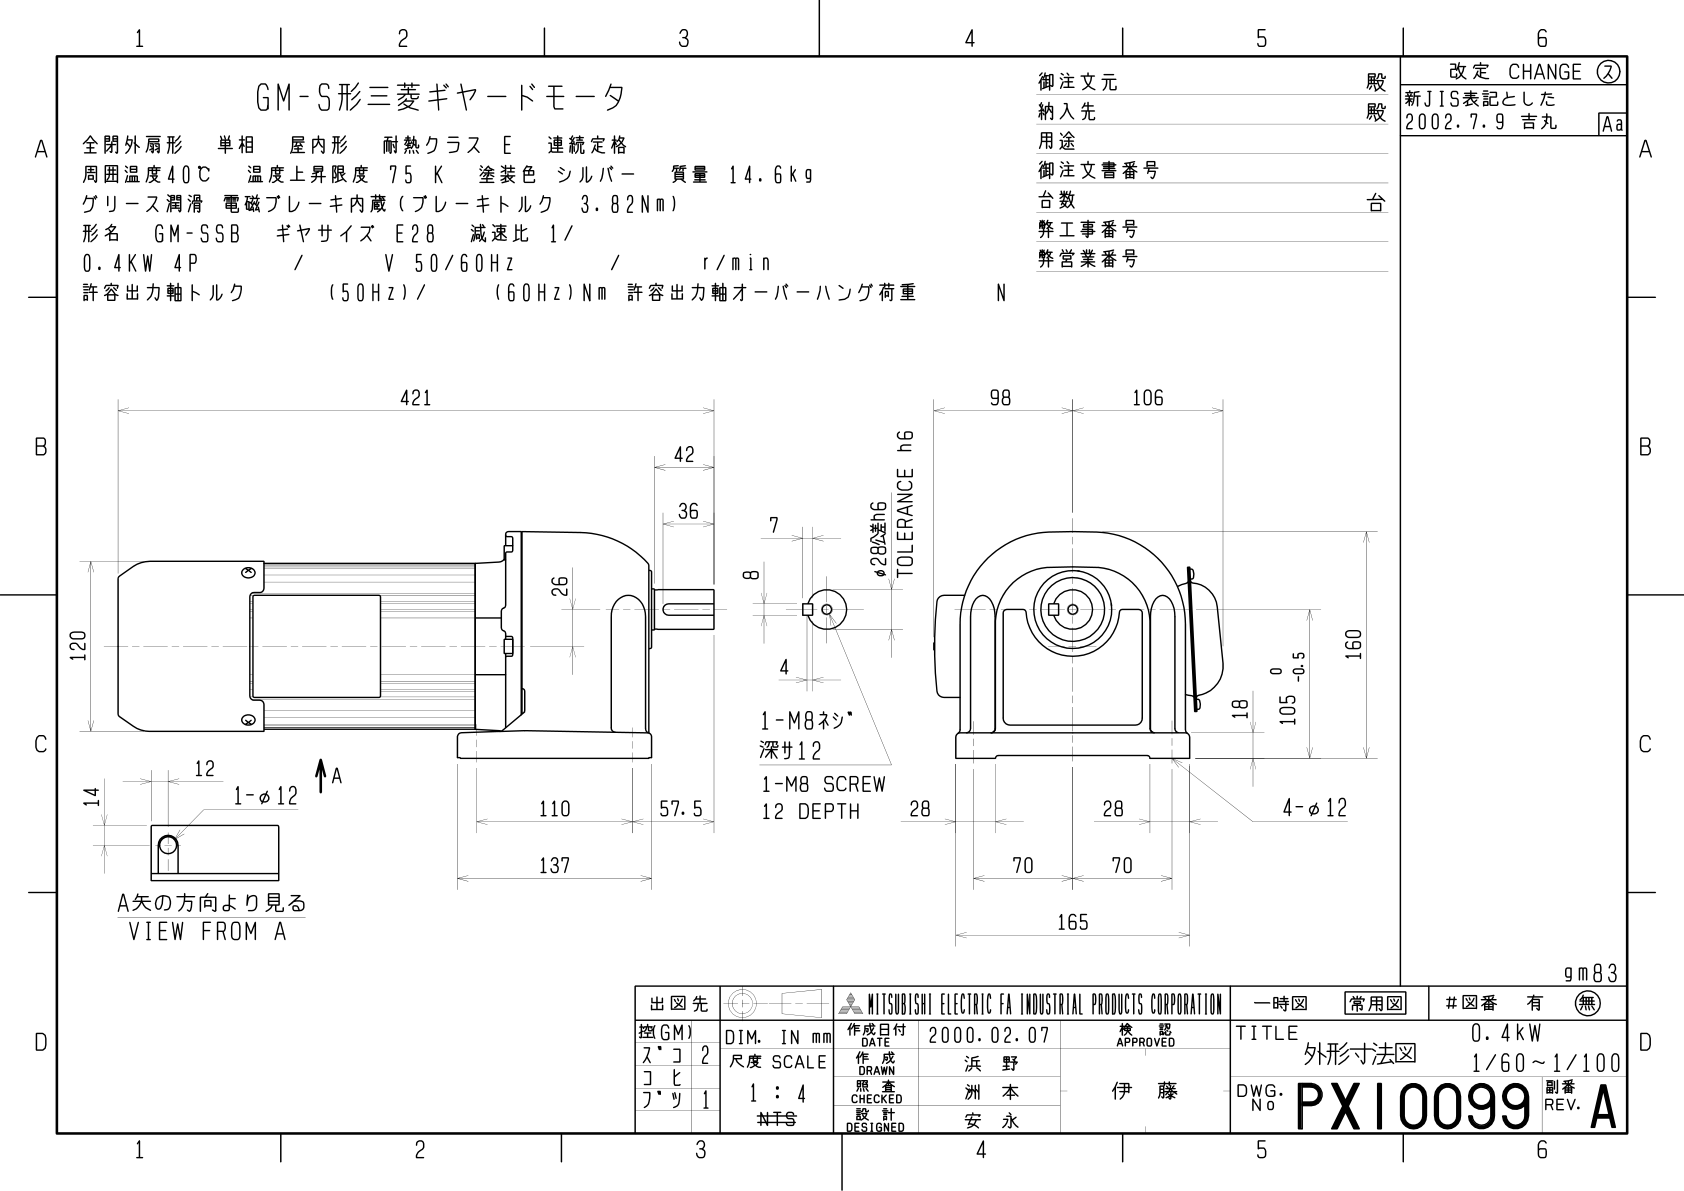 1 2 3 4 5 6
GM-S形三菱ギヤードモータ
全閉外扇形 単相 屋内形 耐熱クラス E 連続定格
周囲温度40℃ 温度上昇限度 75 K 塗装色 シルバー 質量 14.6kg
グリース潤滑 電磁ブレーキ内蔵(ブレーキトルク 3.82Nm)
形名 GM-SSB ギヤサイズ E28 減速比 1/
0.4KW 4P / V 50/60Hz / r/min
許容出力軸トルク (50Hz)/ (60Hz)Nm 許容出力軸オーバーハング荷重 N
御注文元 殿
納入先 殿
用途
御注文書番号
台数 台
弊工事番号
弊営業番号
改定 CHANGE ス
新JIS表記とした
2002.7.9 吉丸 Aa
A
B
C
D
A
B
C
D
421
42
36
26
120
110
57.5
137
7
8
4
φ28公差h6
TOLERANCE h6
1-M8ネジ
深サ12
1-M8 SCREW
12 DEPTH
98
106
160
105 0 -0.5
18
28
28
4-φ12
70
70
165
12
14
1-φ12
A
A矢の方向より見る
VIEW FROM A
gm83
出図先
控(GM)
ズコ 2
コヒ
ブツ 1
DIM. IN mm
尺度 SCALE
1 : 4
NTS
MITSUBISHI ELECTRIC FA INDUSTRIAL PRODUCTS CORPORATION
作成日付 DATE 2000.02.07
作成 DRAWN 浜野
照査 CHECKED 洲本
設計 DESIGNED 安永
検認 APPROVED
伊藤
一時図 常用図 #図番 有 無
TITLE 外形寸法図
0.4kW
1/60~1/100
DWG. No PX10099
副番 REV. A
1 2 3 4 5 6